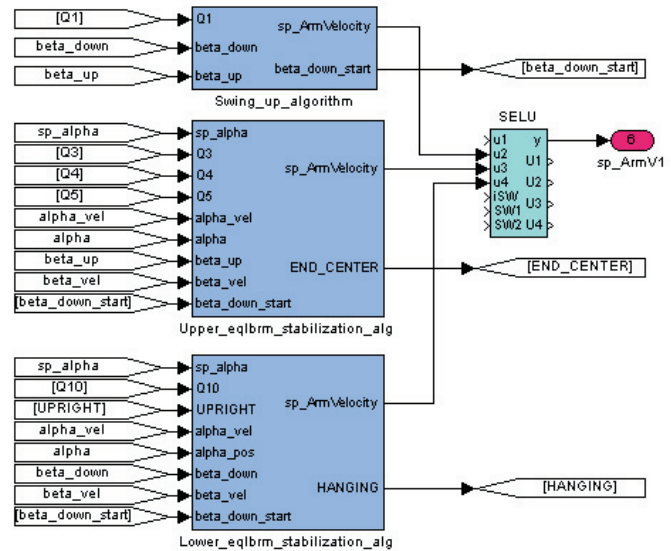 [Q1]
beta_down
beta_up
Q1
beta_down
beta_up
sp_ArmVelocity
beta_down_start
Swing_up_algorithm
[beta_down_start]
SELU
u1
u2
u3
u4
iSW
SW1
SW2
y
U1
U2
U3
U4
6
sp_ArmV1
sp_alpha
[Q3]
[Q4]
[Q5]
alpha_vel
alpha
beta_up
beta_vel
[beta_down_start]
sp_alpha
Q3
Q4
Q5
alpha_vel
alpha
beta_up
beta_vel
beta_down_start
sp_ArmVelocity
END_CENTER
Upper_eqlbrm_stabilization_alg
[END_CENTER]
sp_alpha
[Q10]
[UPRIGHT]
alpha_vel
alpha
beta_down
beta_vel
[beta_down_start]
sp_alpha
Q10
UPRIGHT
alpha_vel
alpha_pos
beta_down
beta_vel
beta_down_start
sp_ArmVelocity
HANGING
Lower_eqlbrm_stabilization_alg
[HANGING]